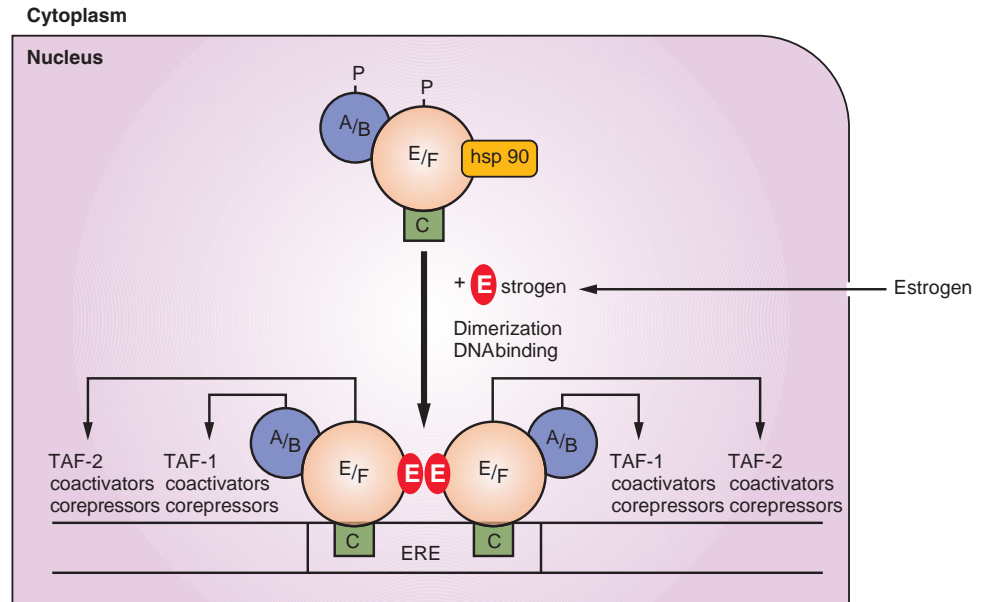 Cytoplasm
Nucleus
P
P
A/B
E/F
hsp 90
C
+ E strogen
Estrogen
Dimerization
DNAbinding
A/B
E/F
E E
E/F
A/B
TAF-2
coactivators
corepressors
TAF-1
coactivators
corepressors
TAF-1
coactivators
corepressors
TAF-2
coactivators
corepressors
C
ERE
C